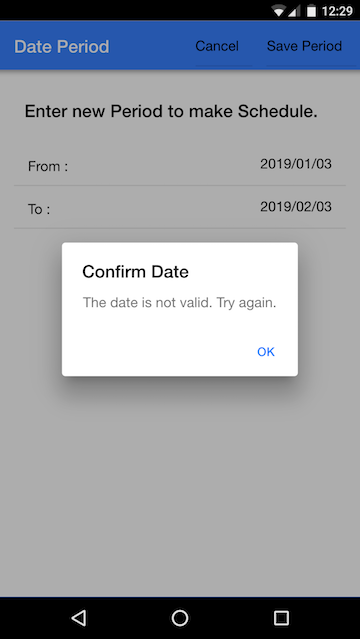 12:29
Date Period Cancel Save Period
Enter new Period to make Schedule.
From : 2019/01/03
To : 2019/02/03
Confirm Date
The date is not valid. Try again.
OK